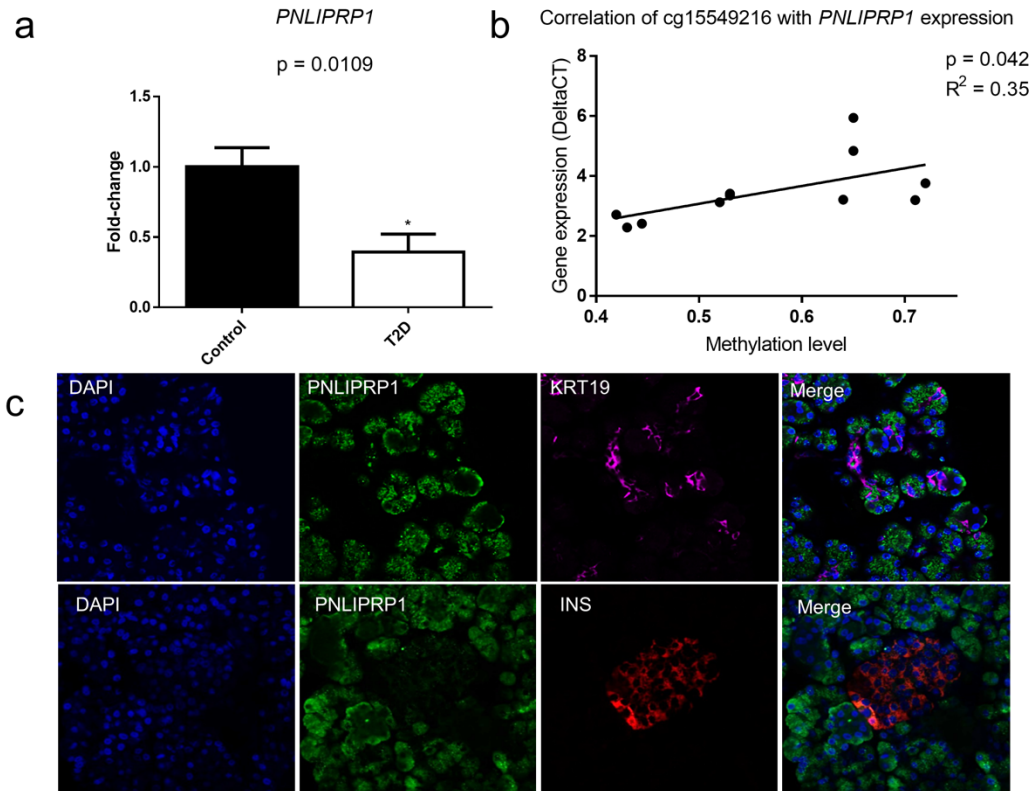 a
PNLIPRP1
p = 0.0109
Fold-change
1.5
1.0
0.5
0.0
*
Control
T2D
b
Correlation of cg15549216 with PNLIPRP1 expression
p = 0.042
R² = 0.35
Gene expression (DeltaCT)
8
6
4
2
0
0.4
0.5
0.6
0.7
Methylation level
c
DAPI
PNLIPRP1
KRT19
Merge
DAPI
PNLIPRP1
INS
Merge